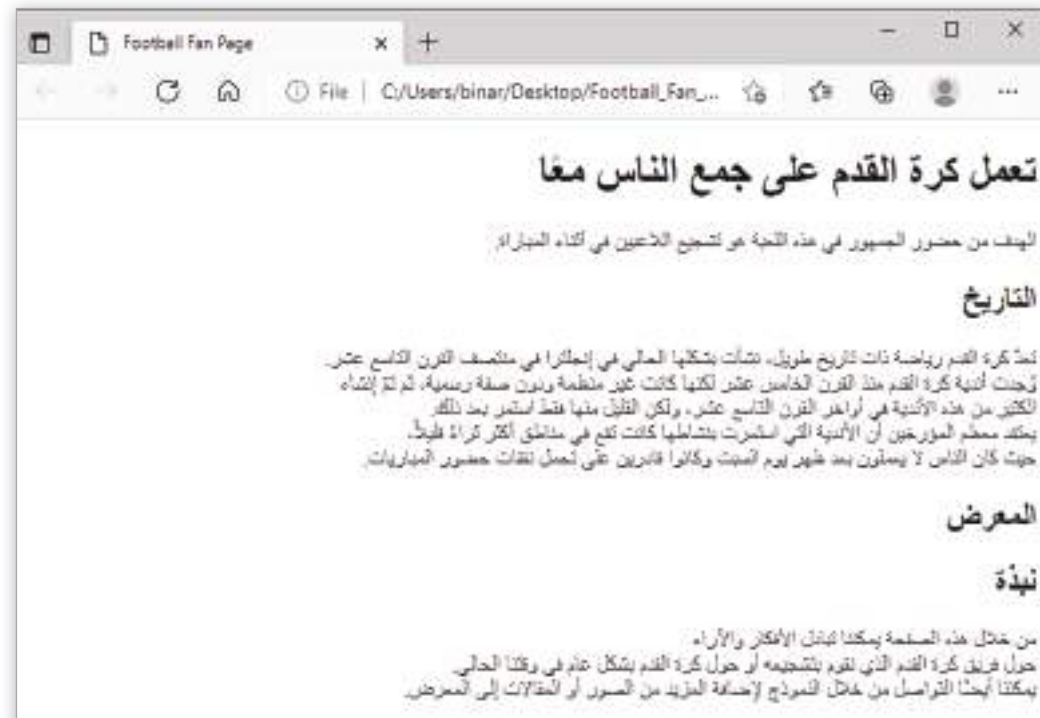 Football Fan Page
File | C:/Users/binar/Desktop/Football_Fan_...
تعمل كرة القدم على جمع الناس معًا
الهدف من حضور الجمهور في هذه اللعبة هو تشجيع اللاعبين في أثناء المباراة.
التاريخ
تعدّ كرة القدم رياضة ذات تاريخ طويل، نشأت بشكلها الحالي في إنجلترا في منتصف القرن التاسع عشر.
وُجدت أندية كرة القدم منذ القرن الخامس عشر لكنها كانت غير منظمة وبدون صفة رسمية، ثم تمّ إنشاء
الكثير من هذه الأندية في أواخر القرن التاسع عشر، ولكن القليل منها فقط استمر بعد ذلك.
يعتقد معظم المؤرخين أن الأندية التي استمرت بنشاطها كانت تقع في مناطق أكثر ثراءً قليلاً،
حيث كان الناس لا يعملون بعد ظهر يوم السبت وكانوا قادرين على تحمل نفقات حضور المباريات.
المعرض
نبذة
من خلال هذه الصفحة يمكننا تبادل الأفكار والآراء
حول فريق كرة القدم الذي نقوم بتشجيعه أو حول كرة القدم بشكل عام في وقتنا الحالي.
يمكننا أيضًا التواصل من خلال النموذج لإضافة المزيد من الصور أو المقالات إلى المعرض.